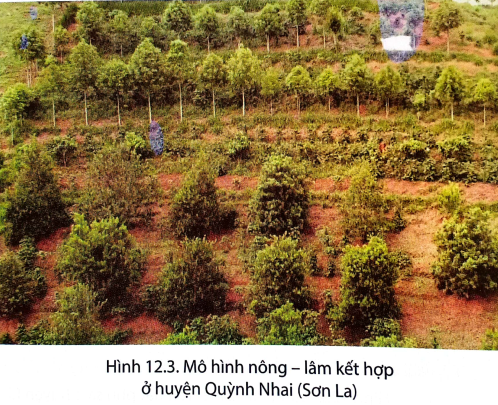 Hình 12.3. Mô hình nông – lâm kết hợp
ở huyện Quỳnh Nhai (Sơn La)